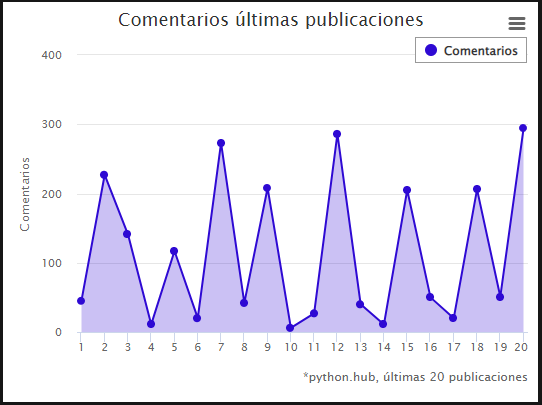 Comentarios últimas publicaciones
Comentarios
400
300
200
100
0
Comentarios
1 2 3 4 5 6 7 8 9 10 11 12 13 14 15 16 17 18 19 20
*python.hub, últimas 20 publicaciones